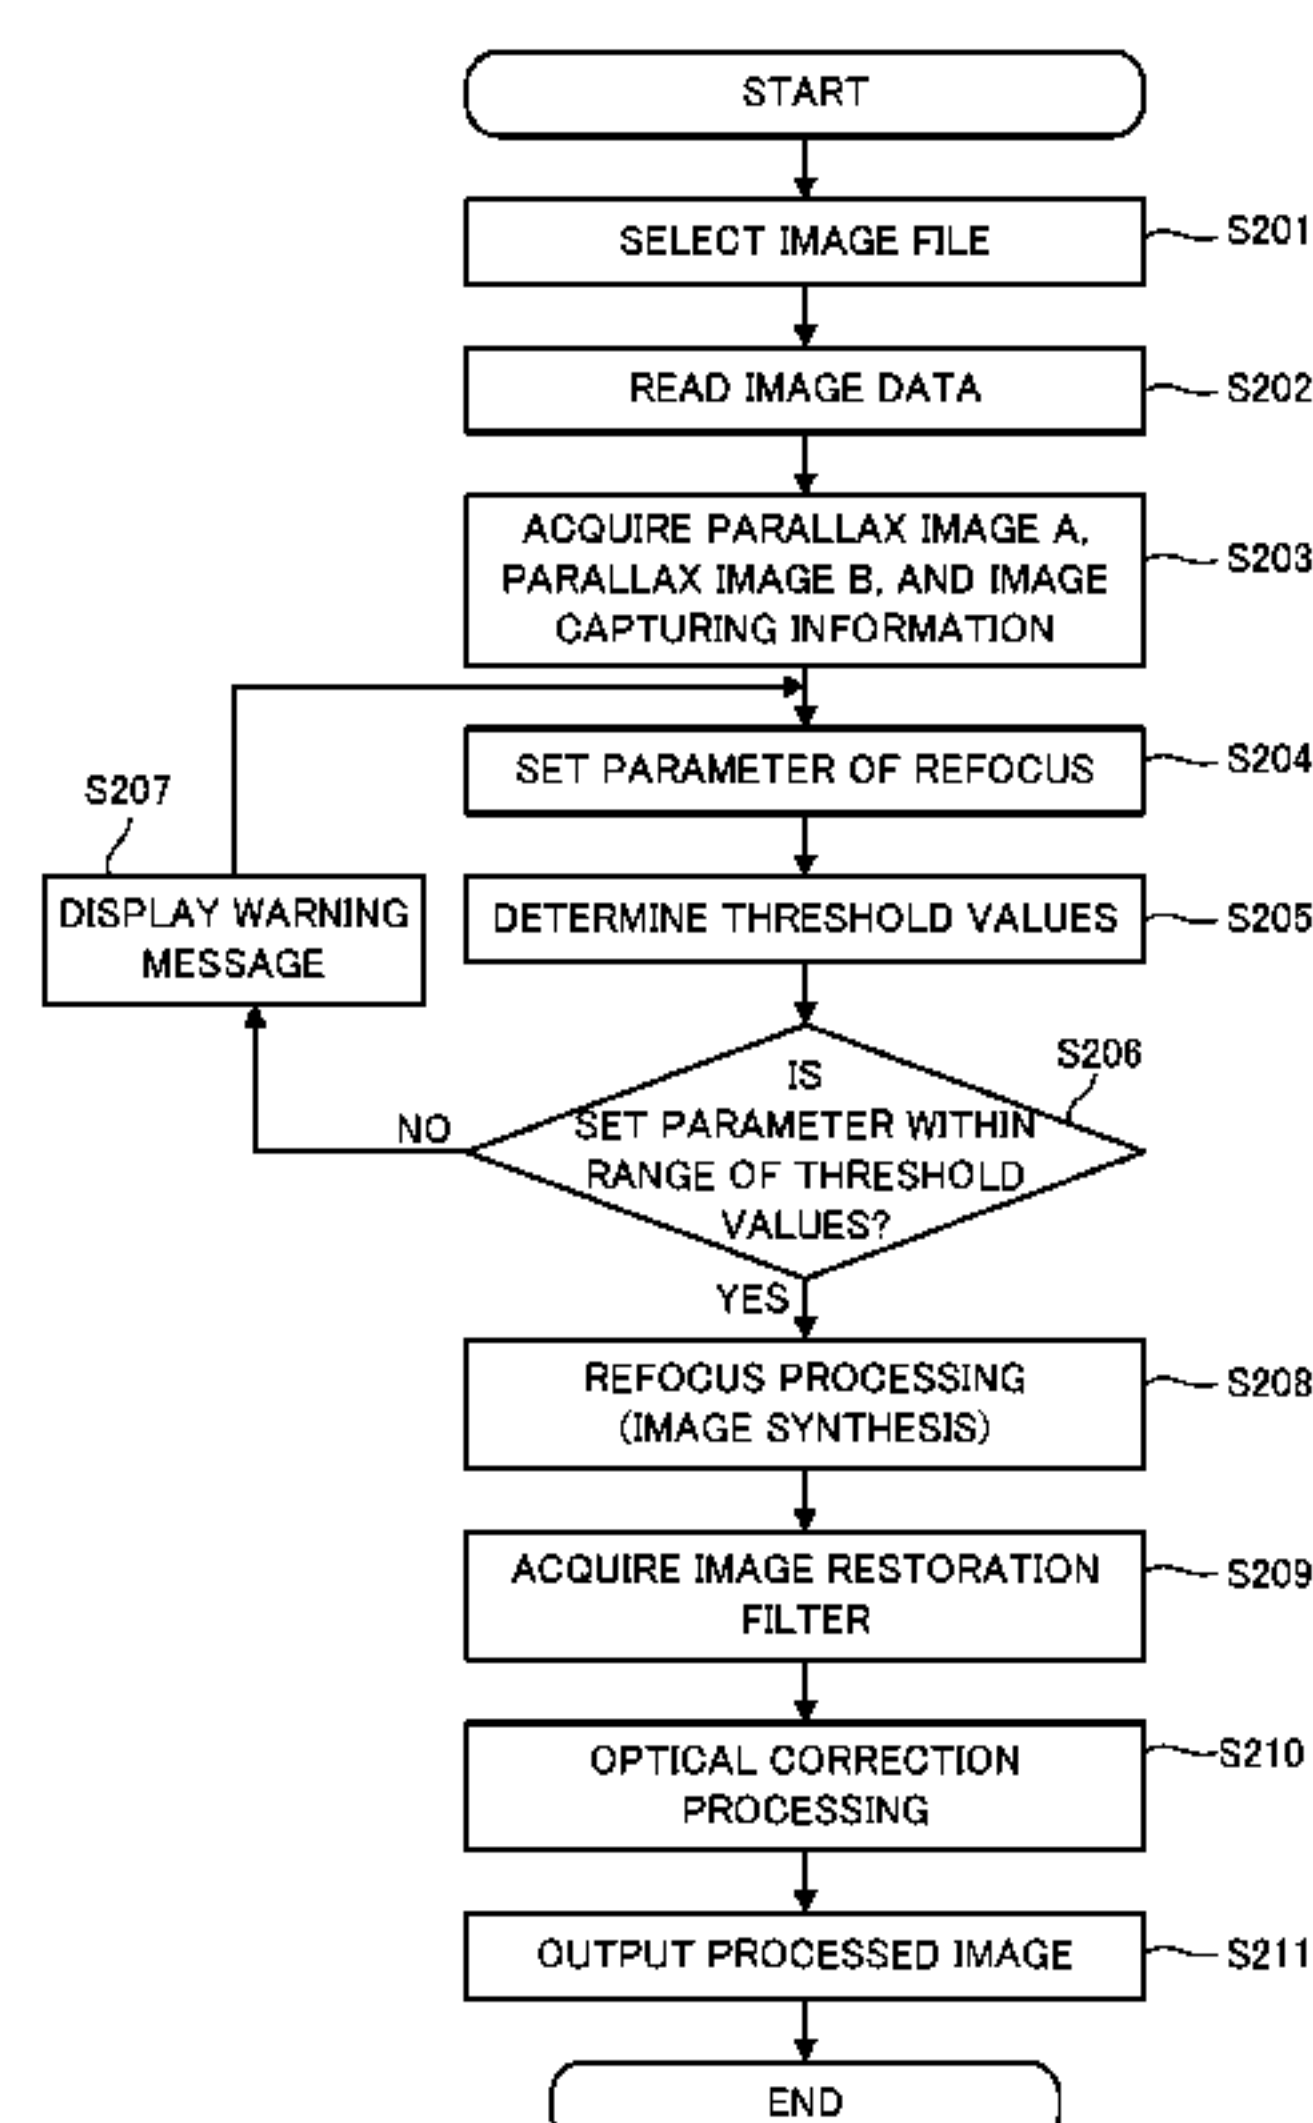 START
SELECT IMAGE FILE
S201
READ IMAGE DATA
S202
ACQUIRE PARALLAX IMAGE A,
PARALLAX IMAGE B, AND IMAGE
CAPTURING INFORMATION
S203
SET PARAMETER OF REFOCUS
S204
S207
DISPLAY WARNING
MESSAGE
DETERMINE THRESHOLD VALUES
S205
IS
SET PARAMETER WITHIN
RANGE OF THRESHOLD
VALUES?
S206
NO
YES
REFOCUS PROCESSING
(IMAGE SYNTHESIS)
S208
ACQUIRE IMAGE RESTORATION
FILTER
S209
OPTICAL CORRECTION
PROCESSING
S210
OUTPUT PROCESSED IMAGE
S211
END